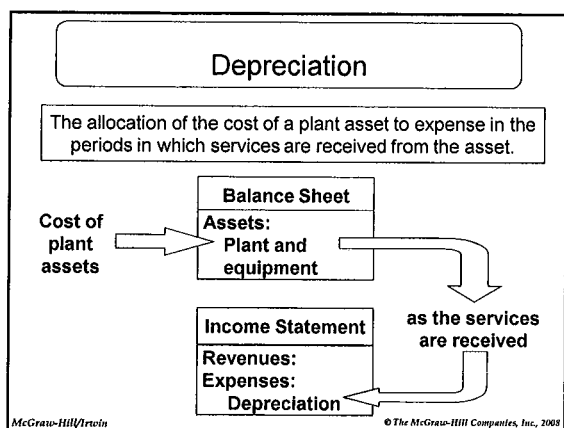 Depreciation
The allocation of the cost of a plant asset to expense in the
periods in which services are received from the asset.
Balance Sheet
Cost of
plant
assets
Assets:
Plant and
equipment
as the services
are received
Income Statement
Revenues:
Expenses:
Depreciation
McGraw-Hill/Irwin
© The McGraw-Hill Companies, Inc., 2008